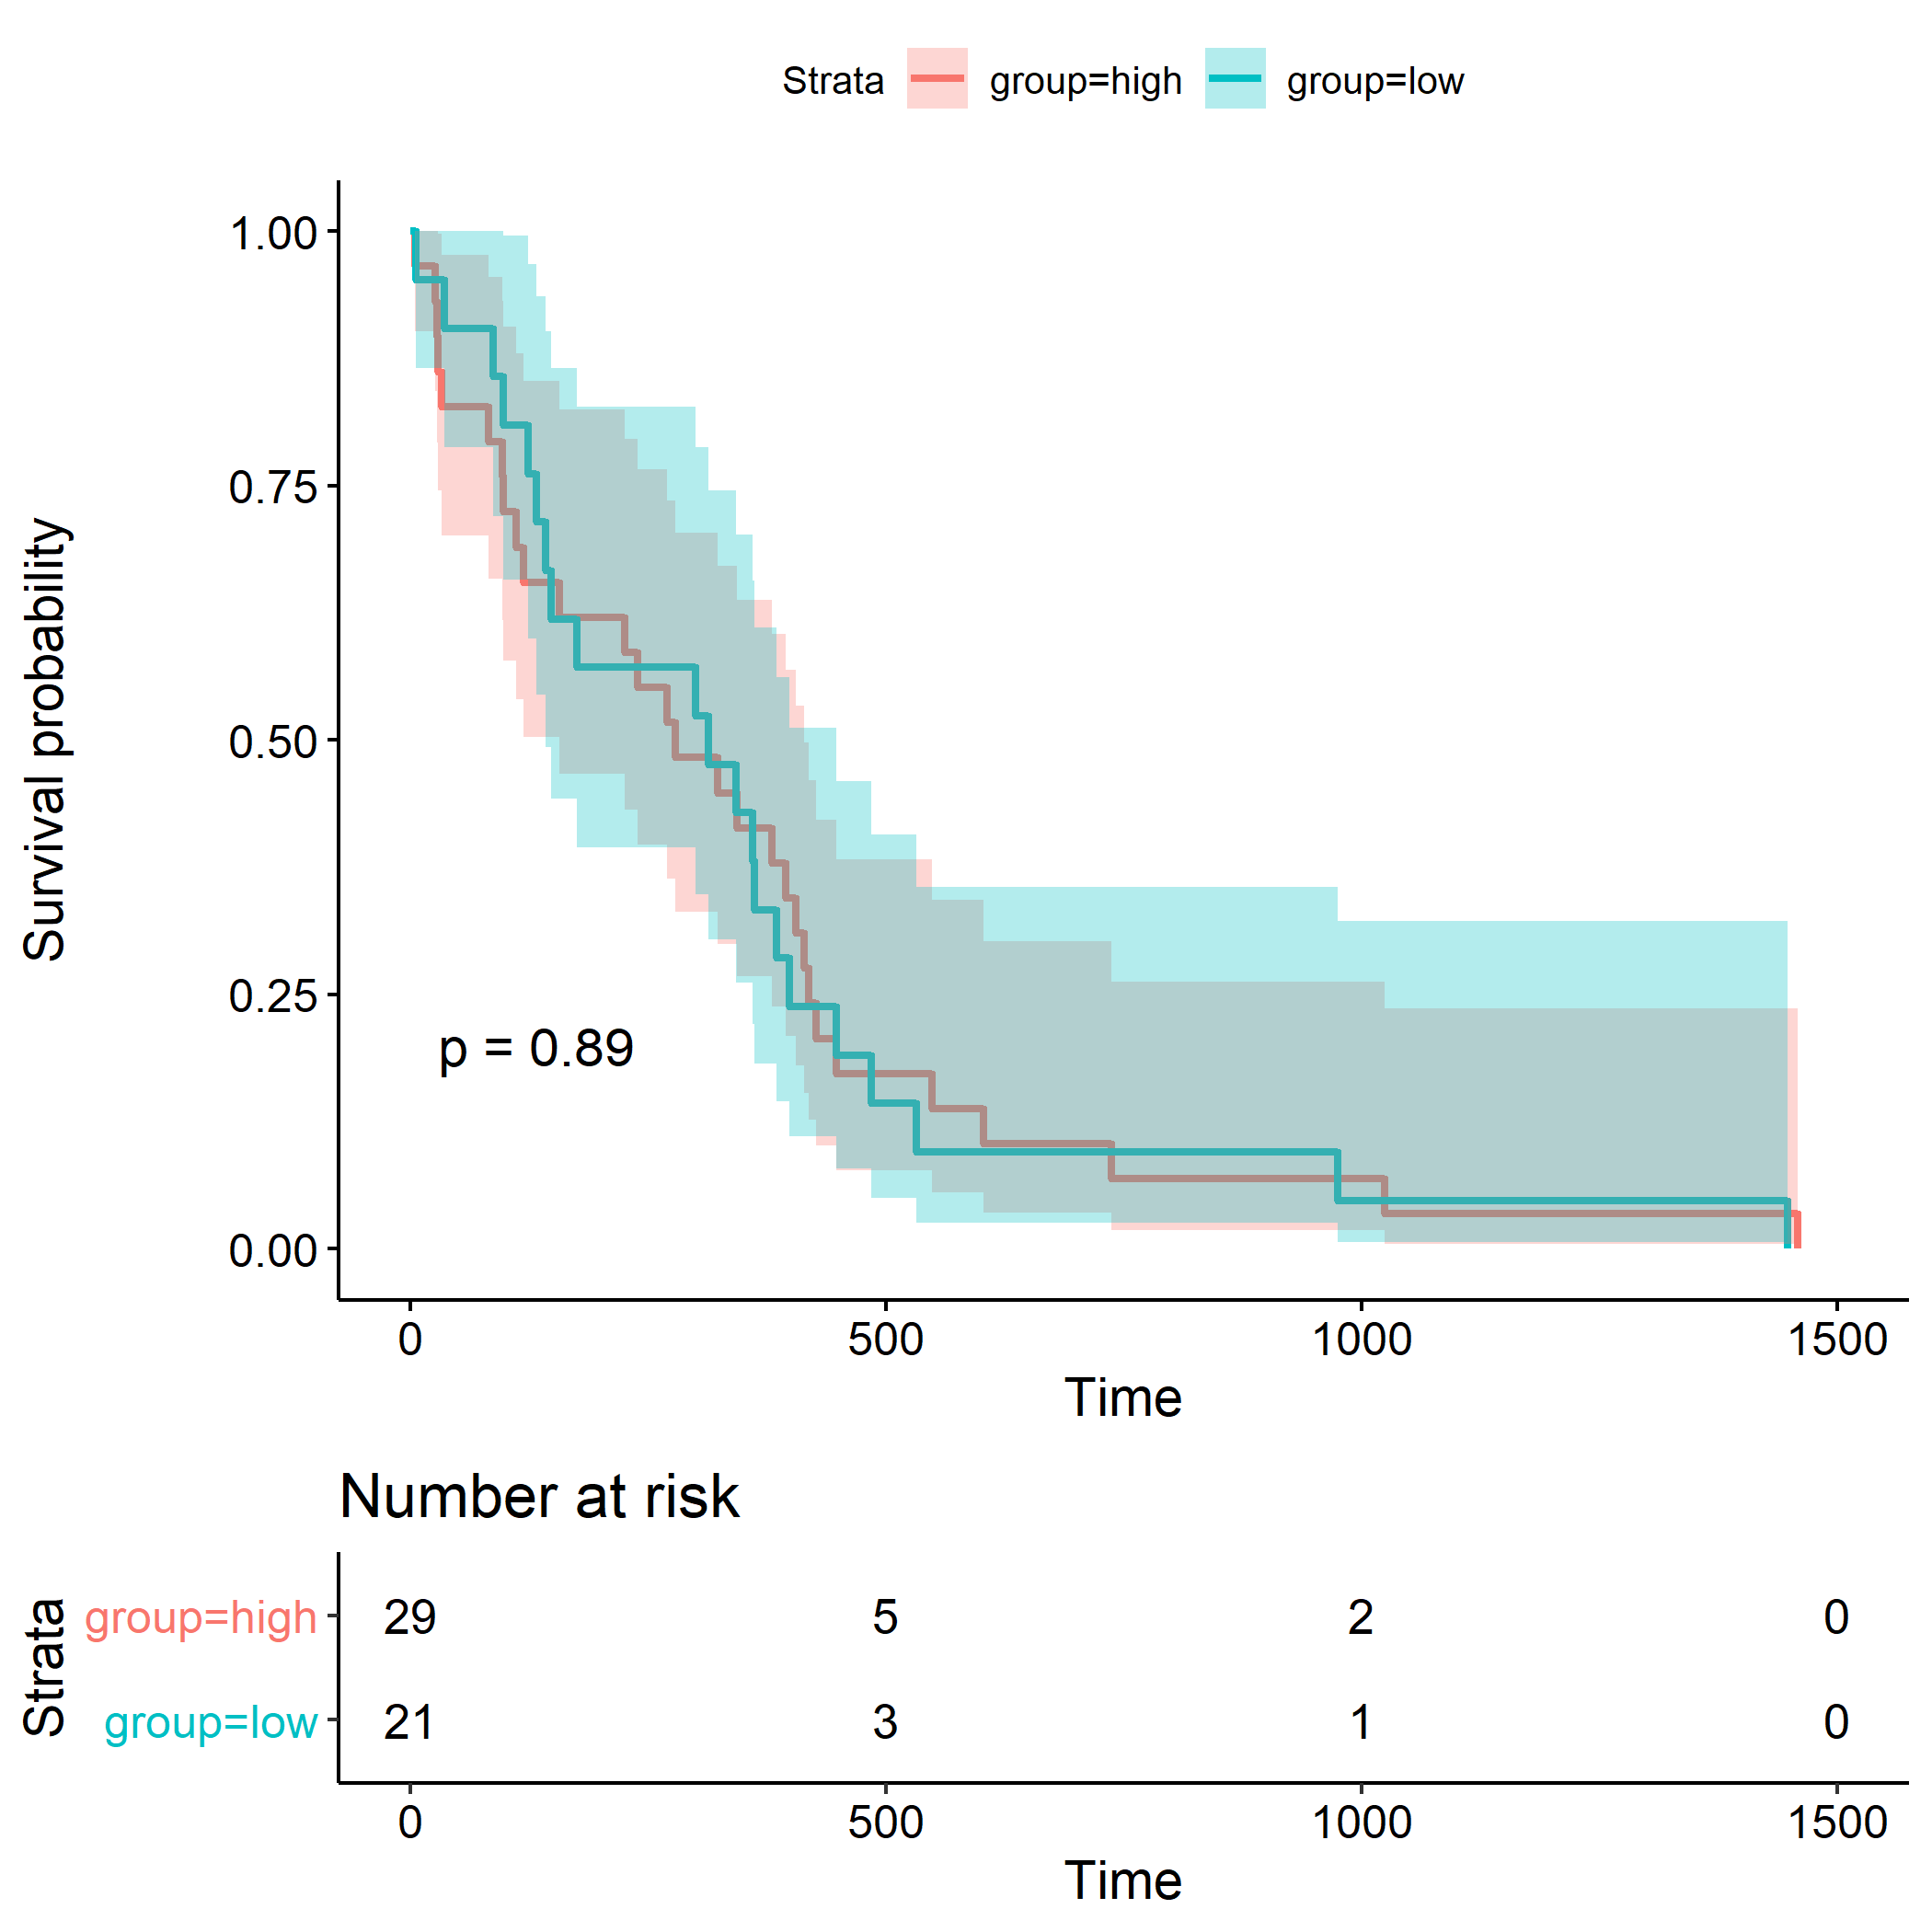 Strata group=high group=low
Survival probability
1.00
0.75
0.50
0.25
0.00
p = 0.89
0 500 1000 1500
Time
Number at risk
Strata
group=high 29 5 2 0
group=low 21 3 1 0
0 500 1000 1500
Time